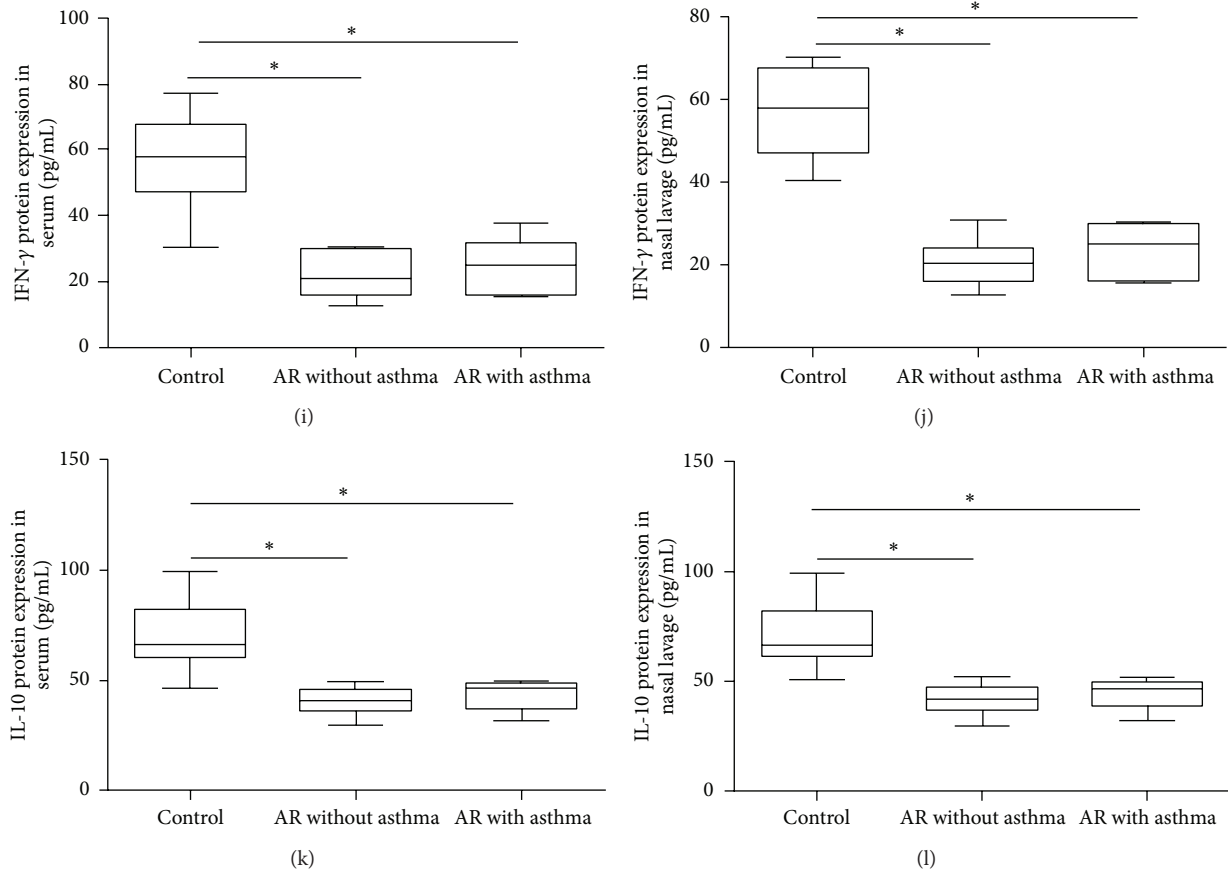 100
80
60
40
20
0
IFN-γ protein expression in
serum (pg/mL)
*
*
Control
AR without asthma
AR with asthma
(i)
80
60
40
20
0
IFN-γ protein expression in
nasal lavage (pg/mL)
*
*
Control
AR without asthma
AR with asthma
(j)
150
100
50
0
IL-10 protein expression in
serum (pg/mL)
*
*
Control
AR without asthma
AR with asthma
(k)
150
100
50
0
IL-10 protein expression in
nasal lavage (pg/mL)
*
*
Control
AR without asthma
AR with asthma
(l)